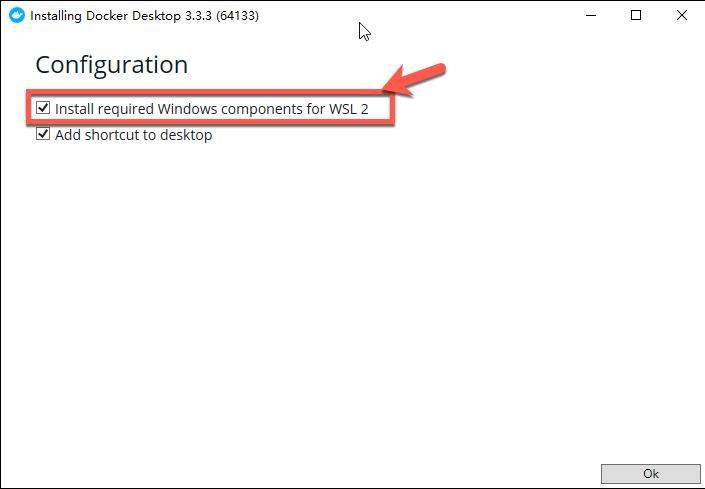 Installing Docker Desktop 3.3.3 (64133)
Configuration
Install required Windows components for WSL 2
Add shortcut to desktop
Ok